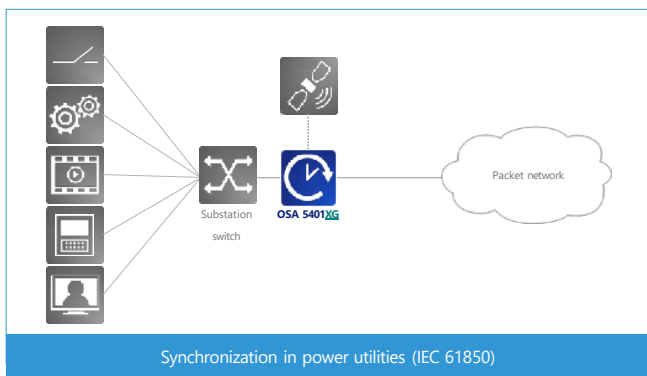 Packet network
Substation
switch
OSA 5401XG
Synchronization in power utilities (IEC 61850)